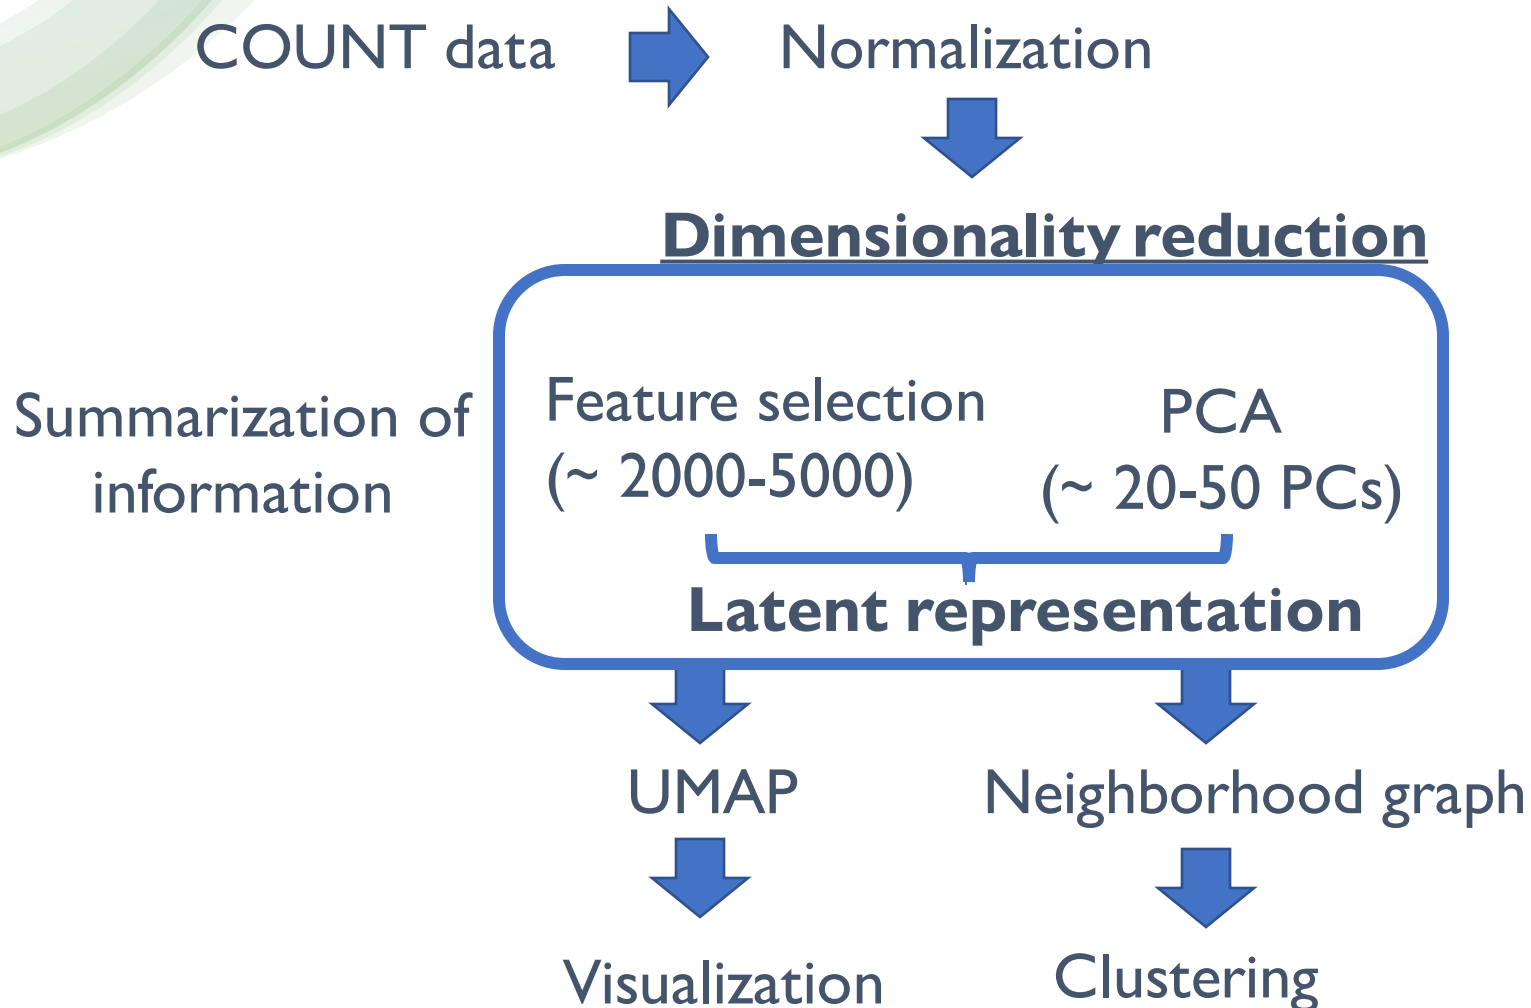 COUNT data
Normalization
Dimensionality reduction
Summarization of
information
Feature selection
(~ 2000-5000)
PCA
(~ 20-50 PCs)
Latent representation
UMAP
Neighborhood graph
Visualization
Clustering